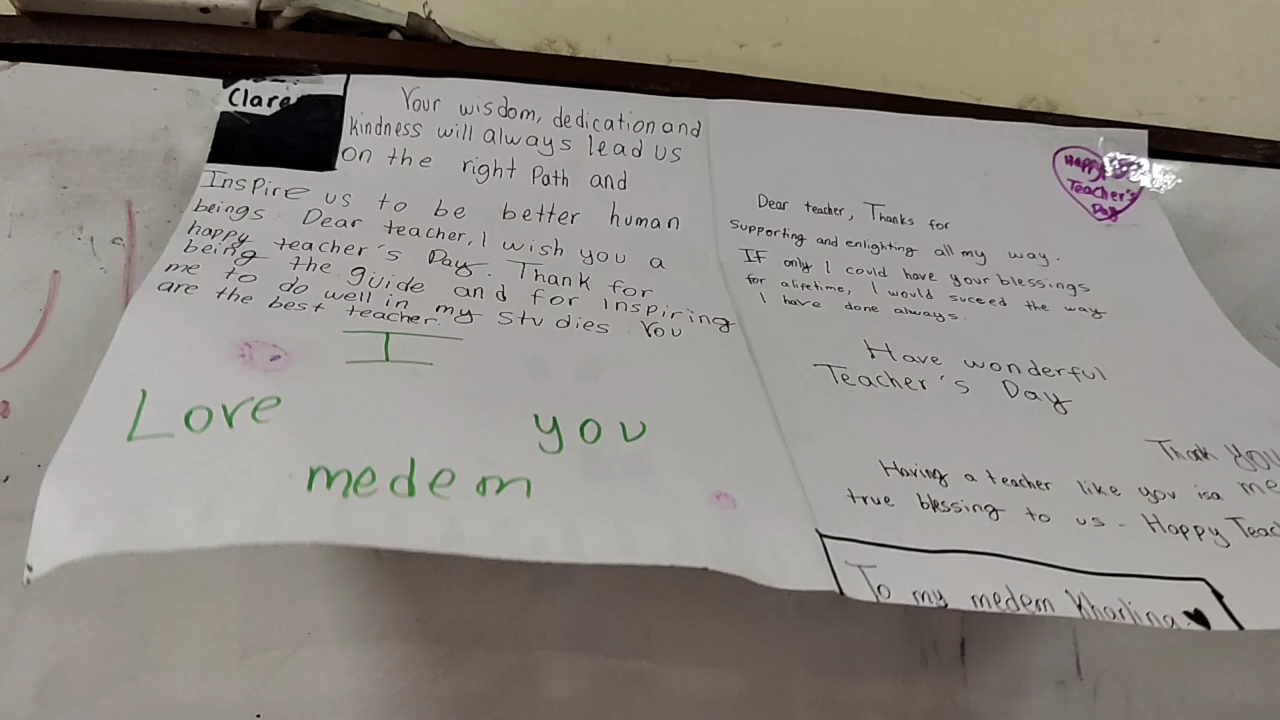 Clare
Your wisdom, dedication and
kindness will always lead us
on the right Path and
Inspire us to be better human
beings. Dear teacher, I wish you a
happy teacher's Day. Thank for
being the guide and for inspiring
me to do well in my studies. You
are the best teacher.
I
Love you
medem
Happy
Teacher's
Day
Dear teacher, Thanks for
supporting and enlighting all my way.
IF only I could have your blessings
for a lifetime, I would suceed the way
I have done always.
Have wonderful
Teacher's Day
Thank you
Having a teacher like you is a
true blessing to us - Happy
To my medem Kharlina ♥